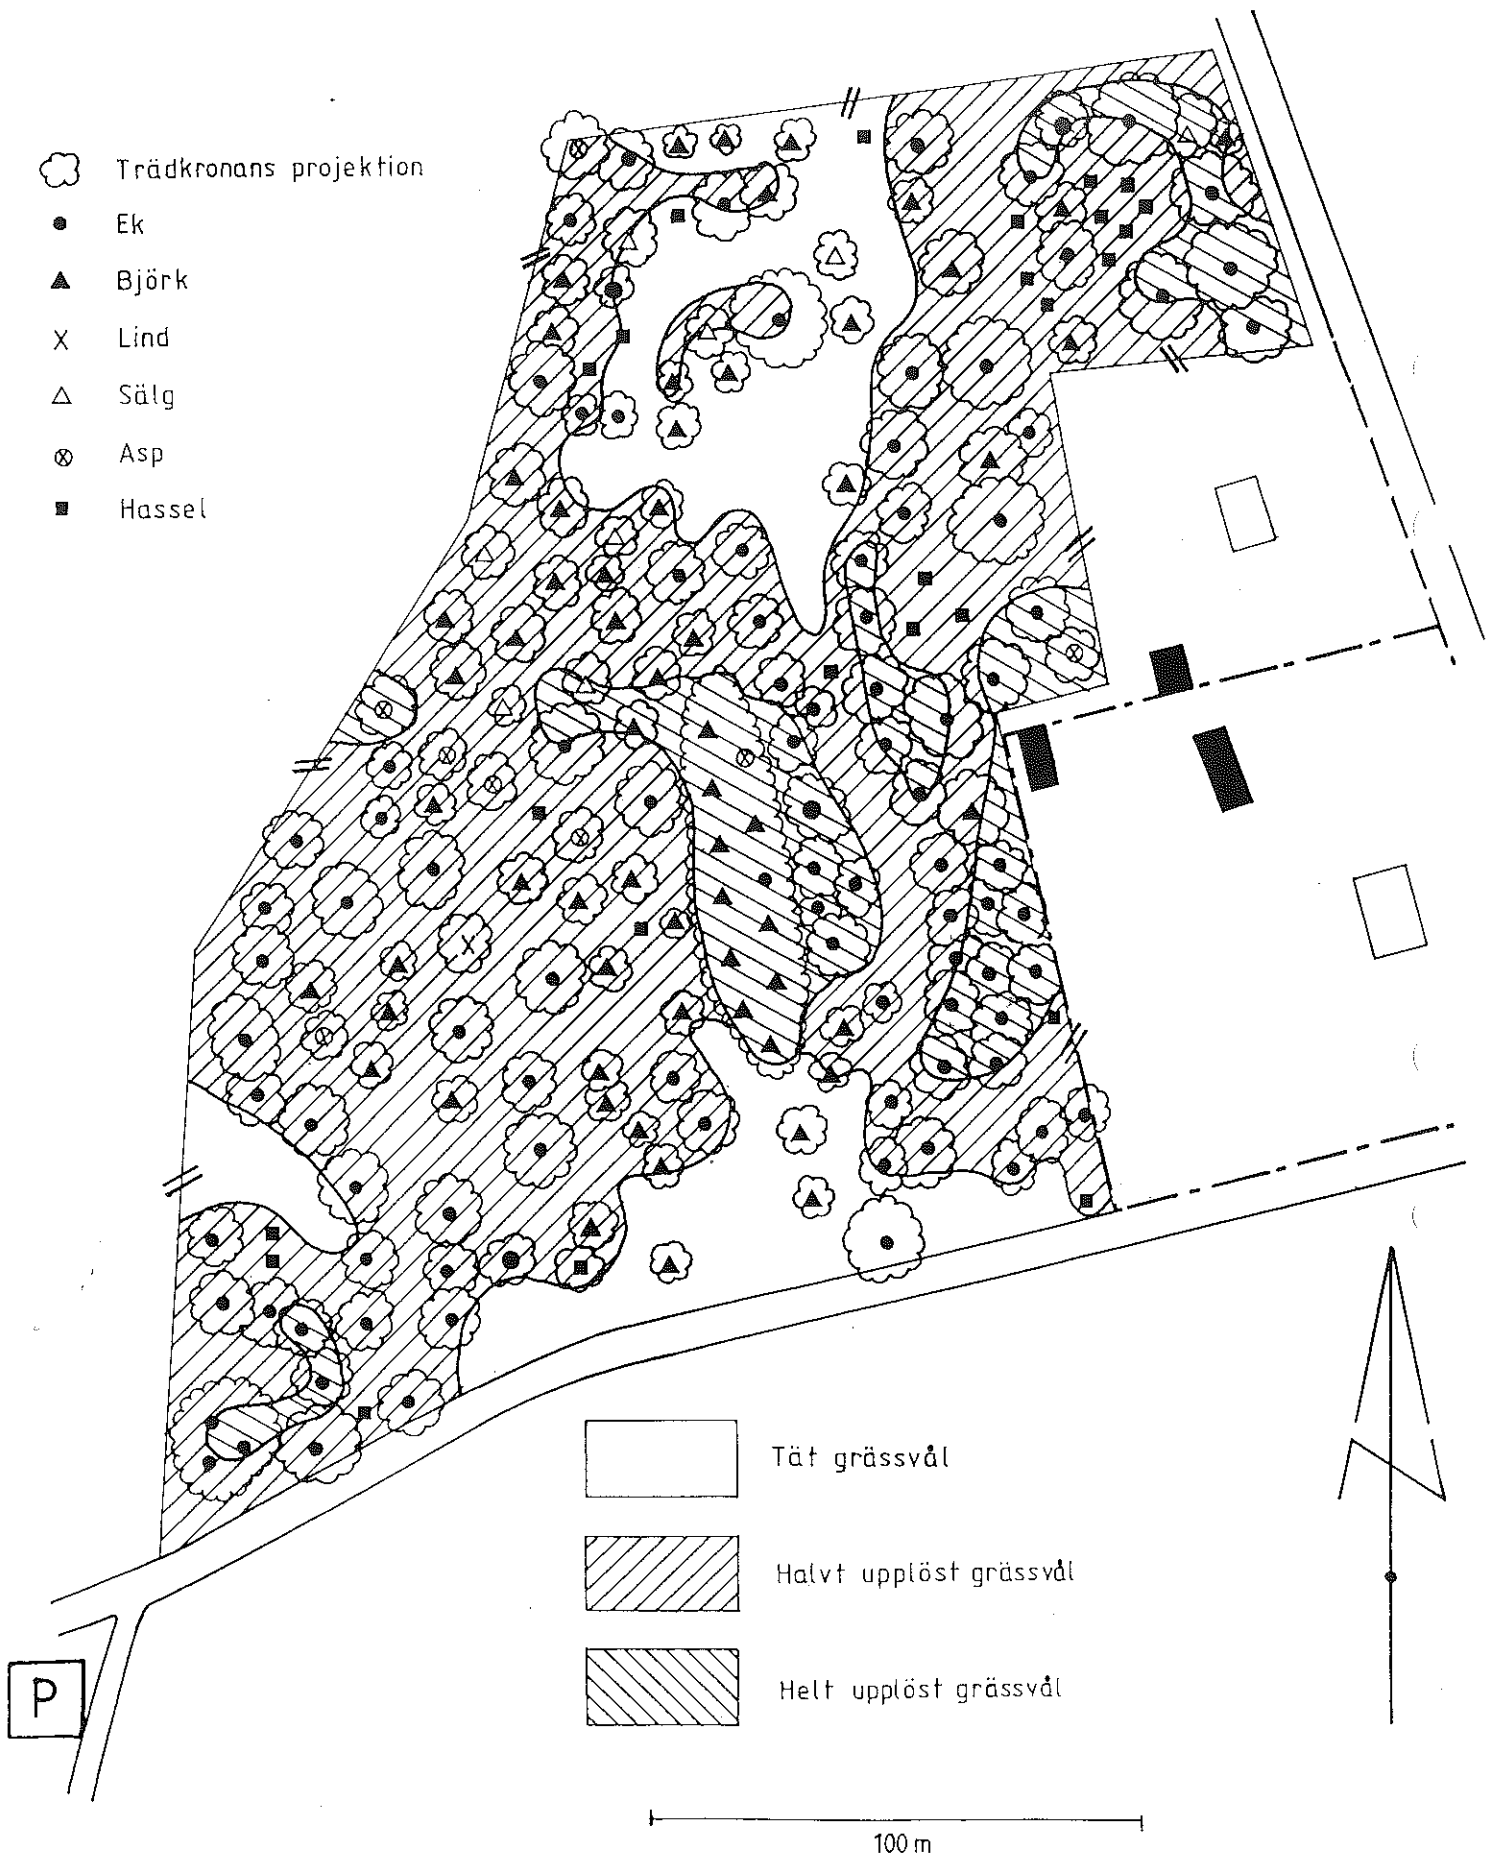 Trädkronans projektion
Ek
Björk
Lind
Sälg
Asp
Hassel
Tät grässvål
Halvt upplöst grässvål
Helt upplöst grässvål
P
100 m